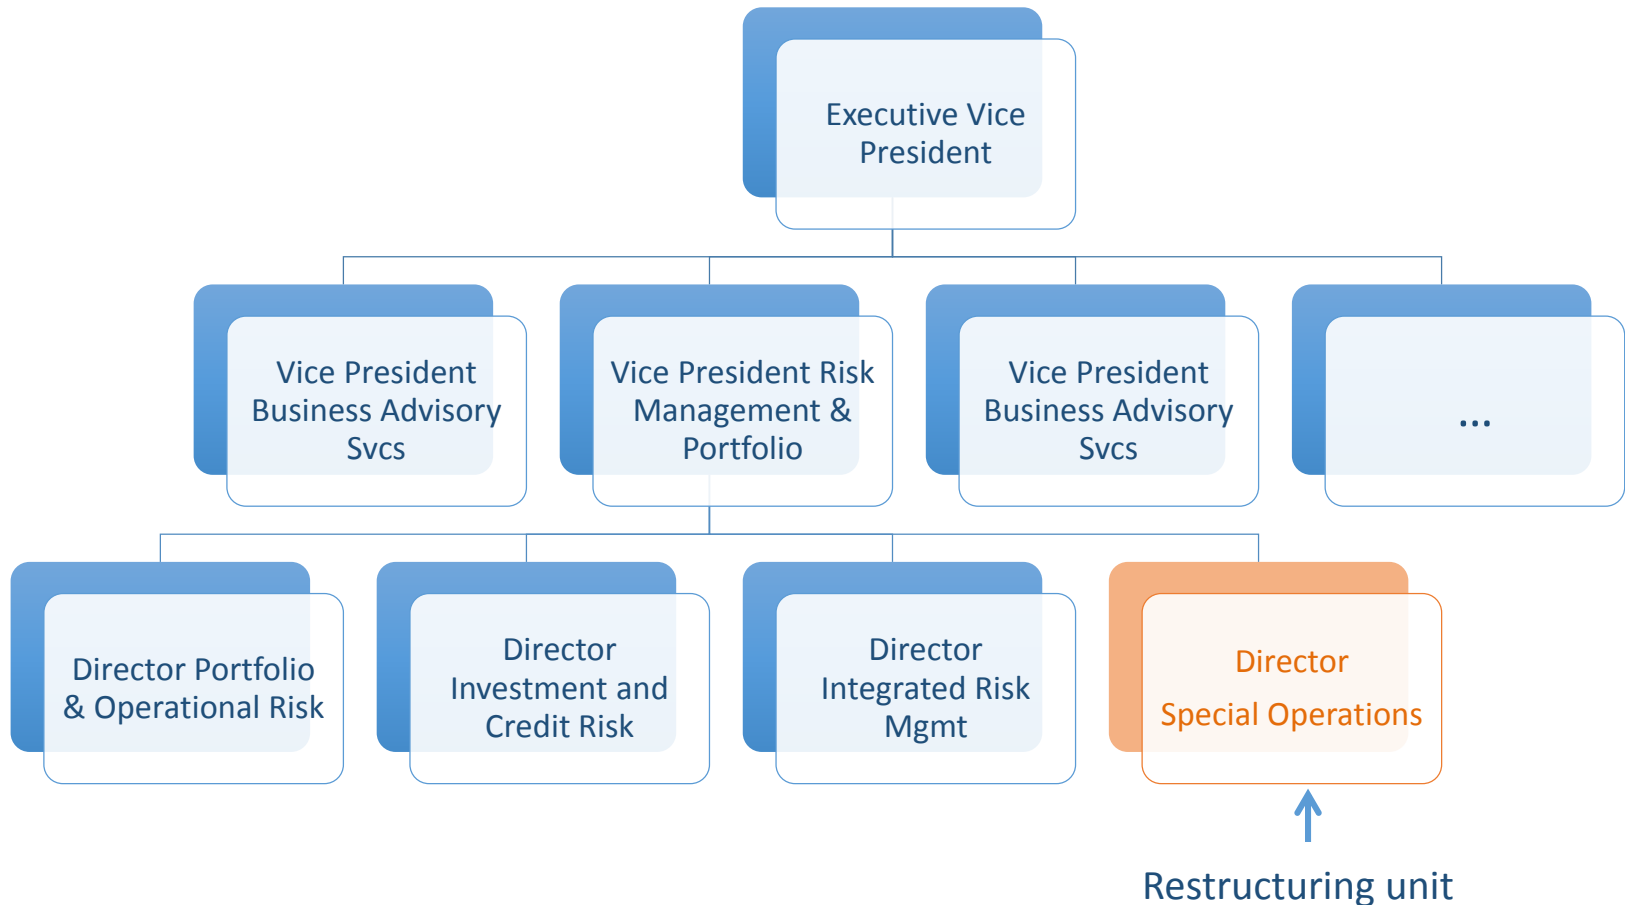 Executive Vice
President
Vice President
Business Advisory
Svcs
Vice President Risk
Management &
Portfolio
Vice President
Business Advisory
Svcs
...
Director Portfolio
& Operational Risk
Director
Investment and
Credit Risk
Director
Integrated Risk
Mgmt
Director
Special Operations
Restructuring unit